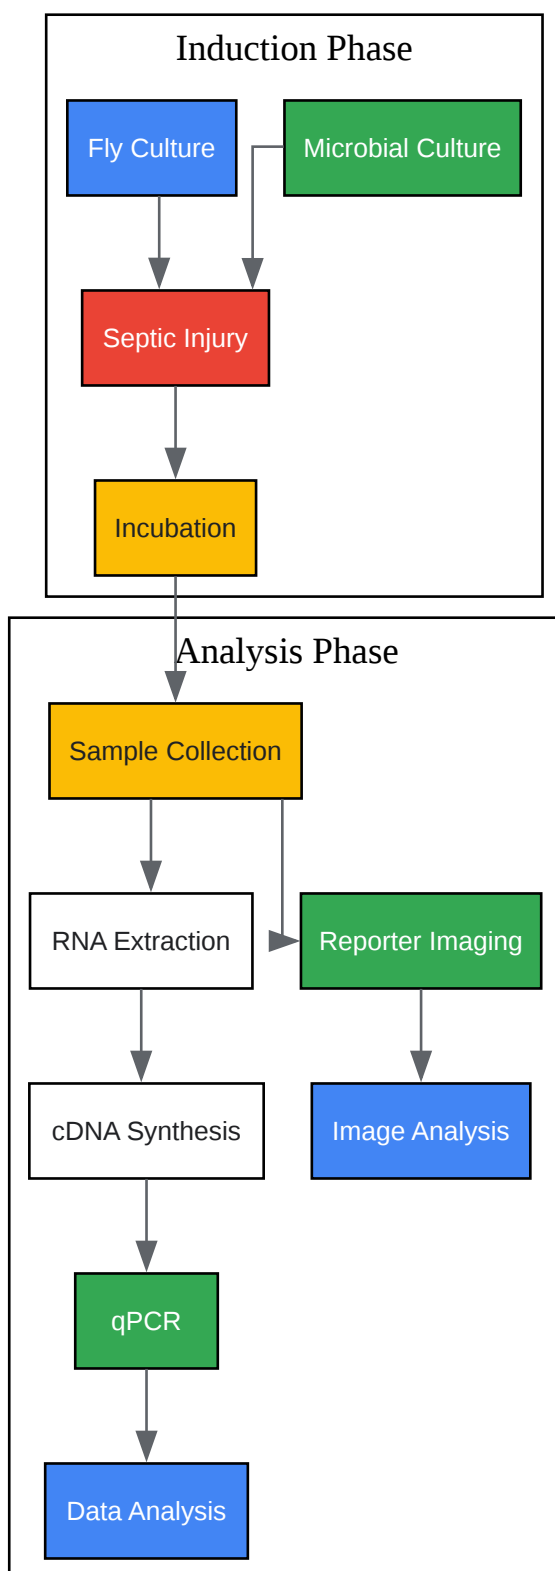 Induction Phase
Fly Culture
Microbial Culture
Septic Injury
Incubation
Analysis Phase
Sample Collection
RNA Extraction
Reporter Imaging
cDNA Synthesis
Image Analysis
qPCR
Data Analysis